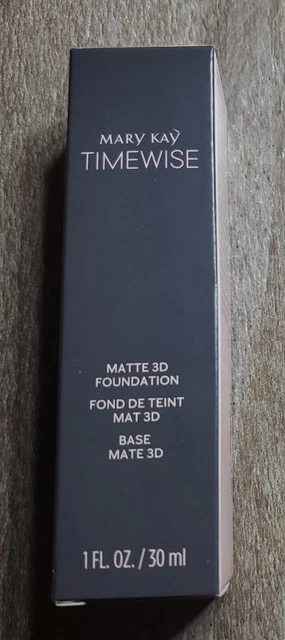 MARY KAY
TIMEWISE
MATTE 3D
FOUNDATION
FOND DE TEINT
MAT 3D
BASE
MATE 3D
1 FL. OZ. / 30 ml